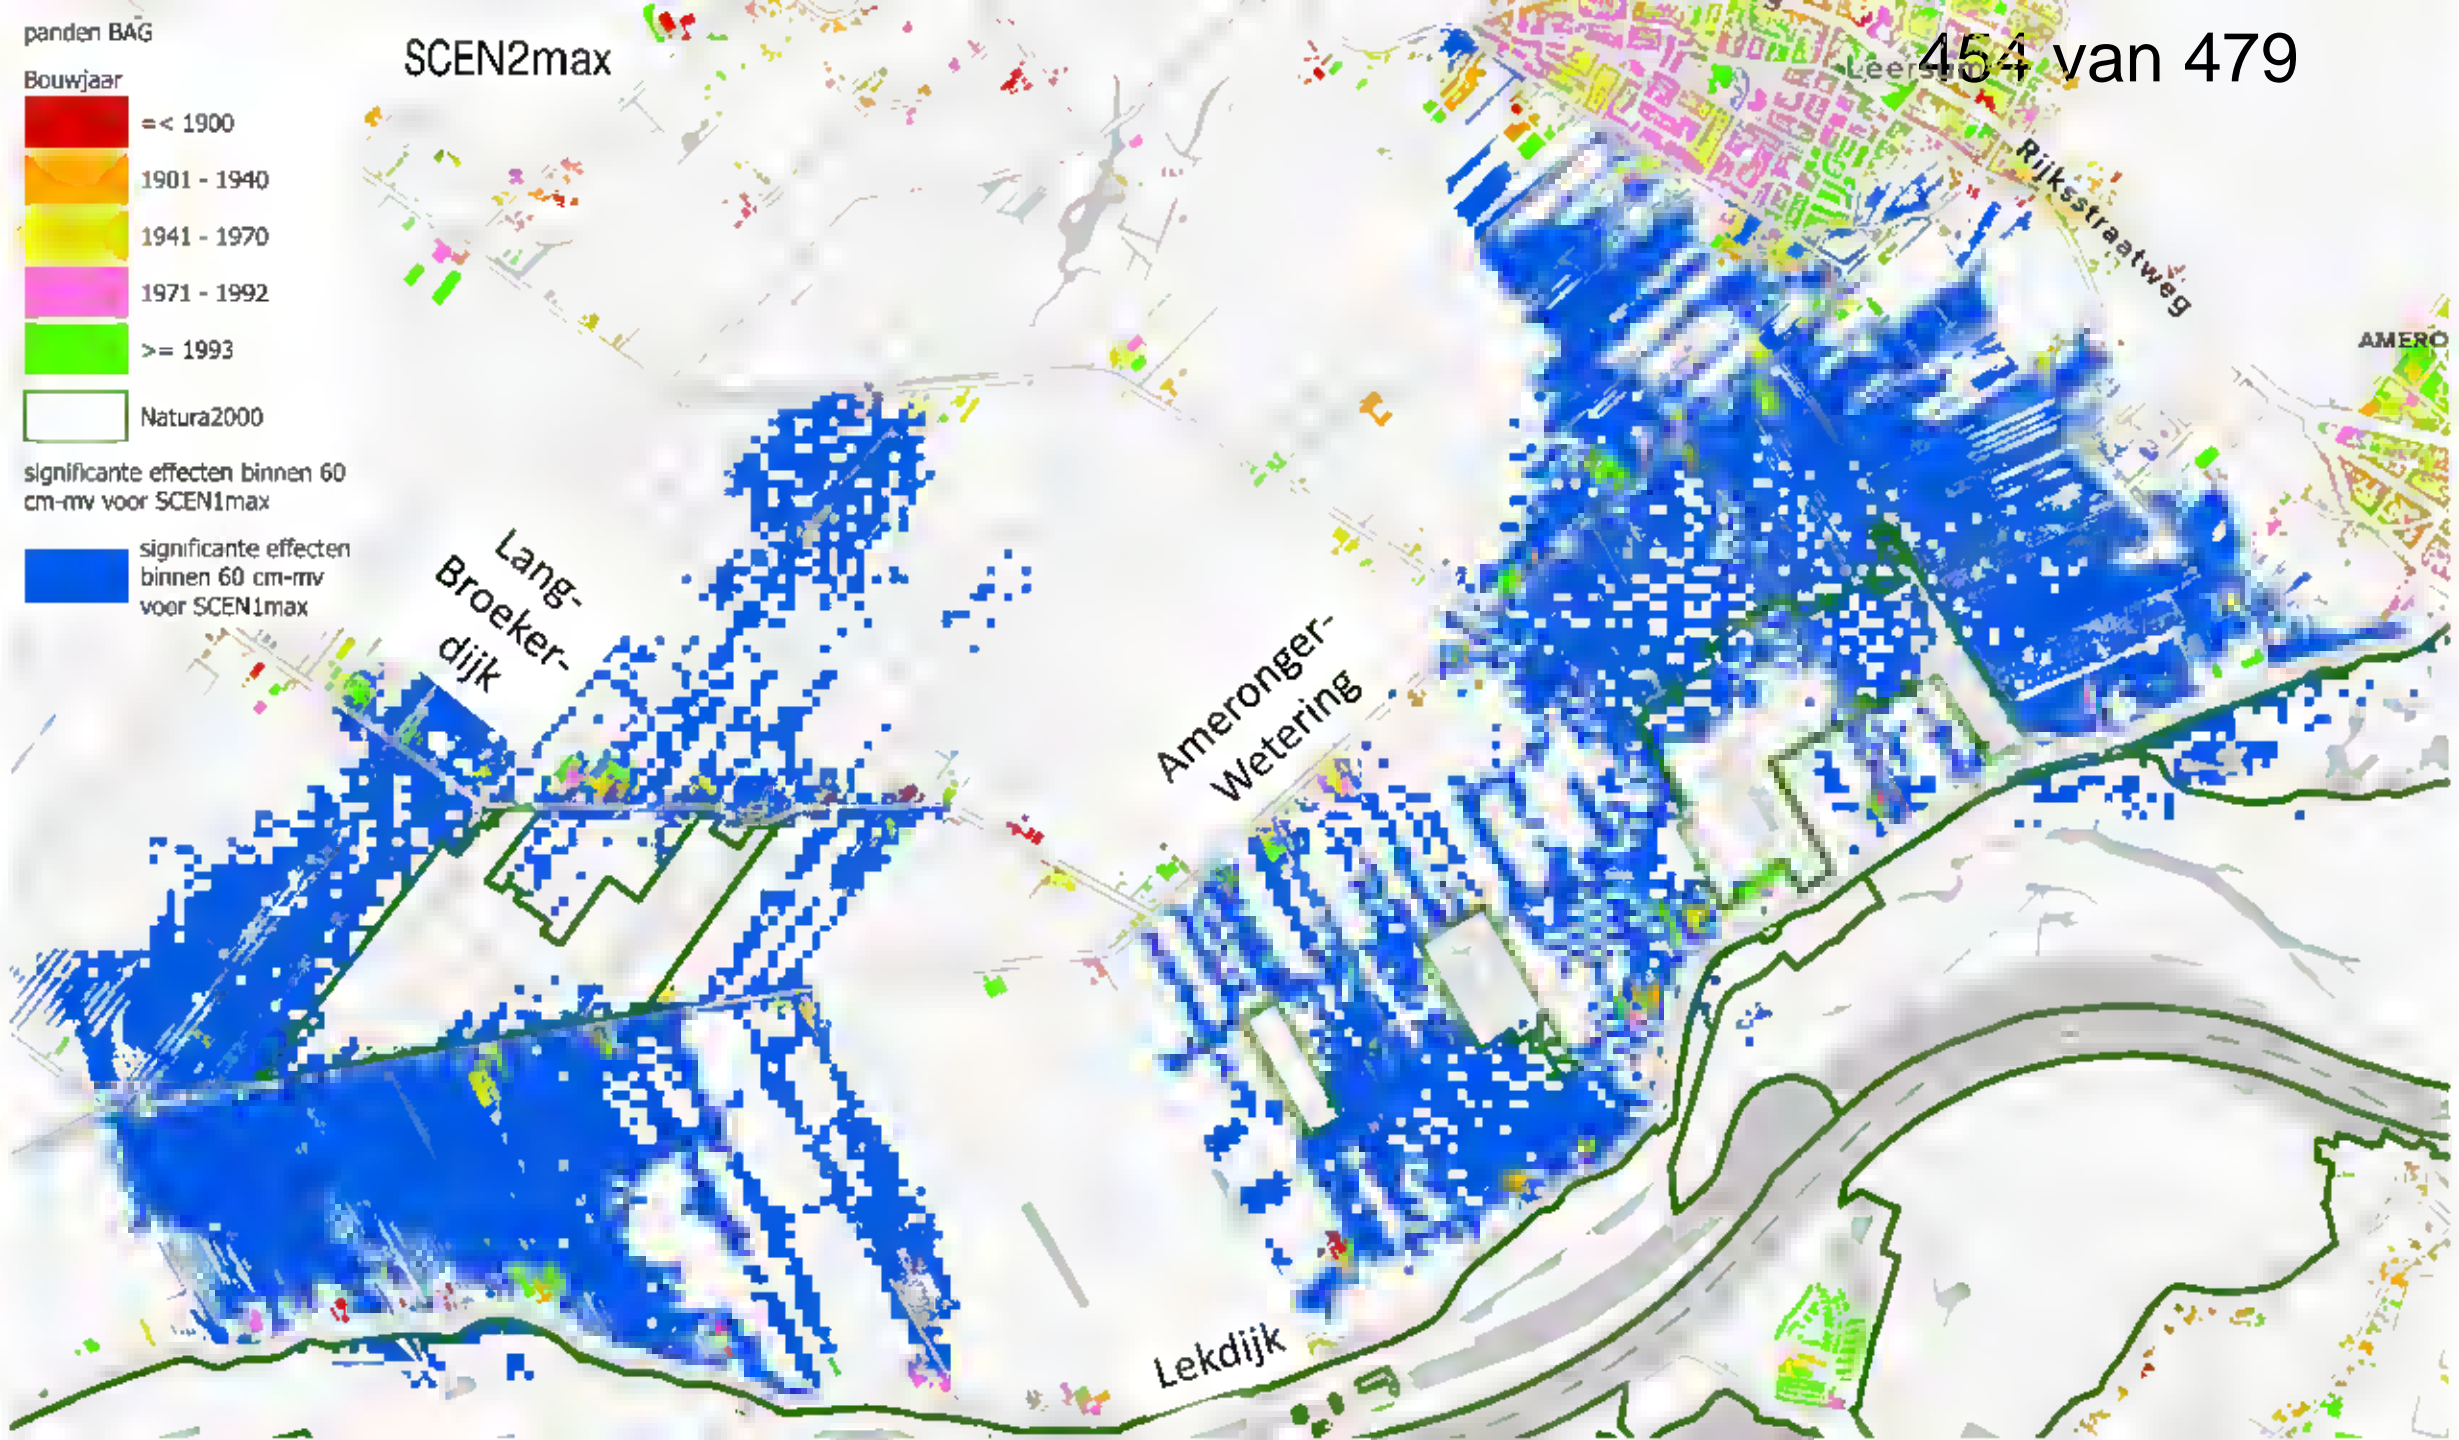 panden BAG
Bouwjaar
=< 1900
1901 - 1940
1941 - 1970
1971 - 1992
>= 1993
Natura2000
significante effecten binnen 60
cm-mv voor SCEN1max
significante effecten
binnen 60 cm-mv
voor SCEN1max
SCEN2max
454 van 479
Leersum
Rijksstraatweg
AMERO
Lang-
Broeker-
dijk
Ameronger-
Wetering
Lekdijk